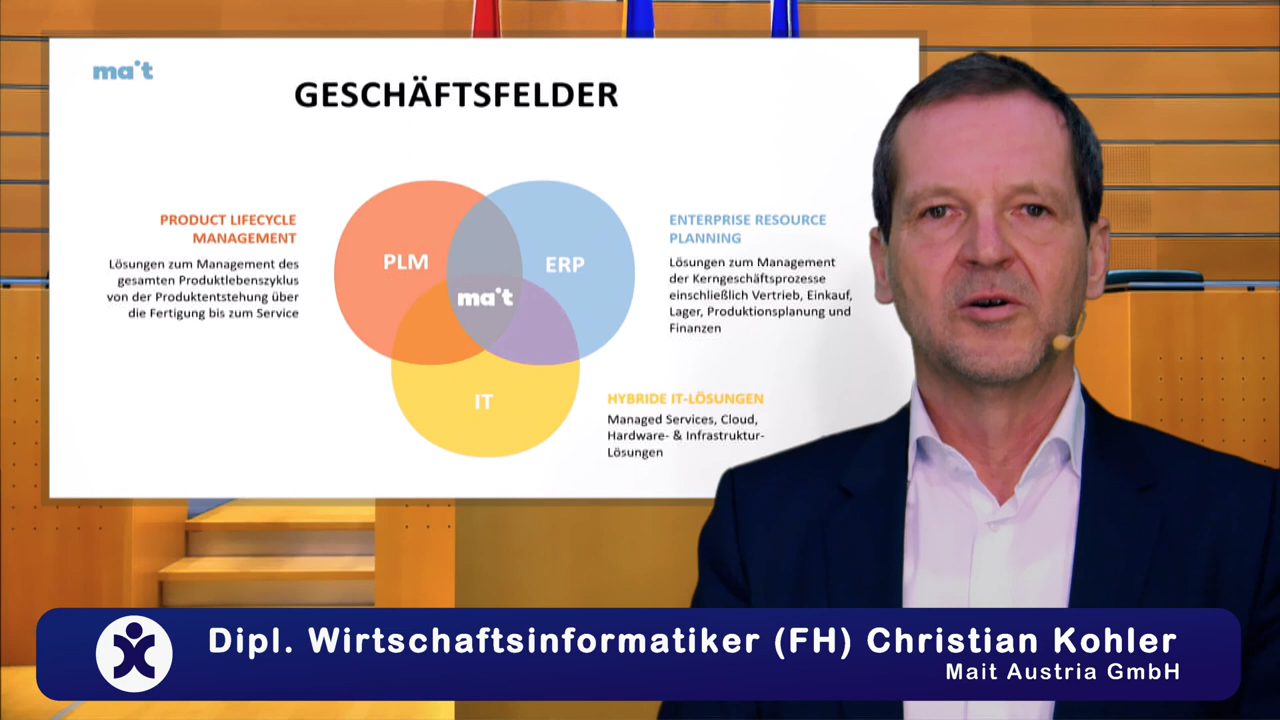 ma't
GESCHÄFTSFELDER
PRODUCT LIFECYCLE
MANAGEMENT
Lösungen zum Management des
gesamten Produktlebenszyklus
von der Produktentstehung über
die Fertigung bis zum Service
PLM
ERP
ma't
IT
ENTERPRISE RESOURCE
PLANNING
Lösungen zum Management
der Kerngeschäftsprozesse
einschließlich Vertrieb, Einkauf,
Lager, Produktionsplanung und
Finanzen
HYBRIDE IT-LÖSUNGEN
Managed Services, Cloud,
Hardware- & Infrastruktur-
Lösungen
Dipl. Wirtschaftsinformatiker (FH) Christian Kohler
Mait Austria GmbH